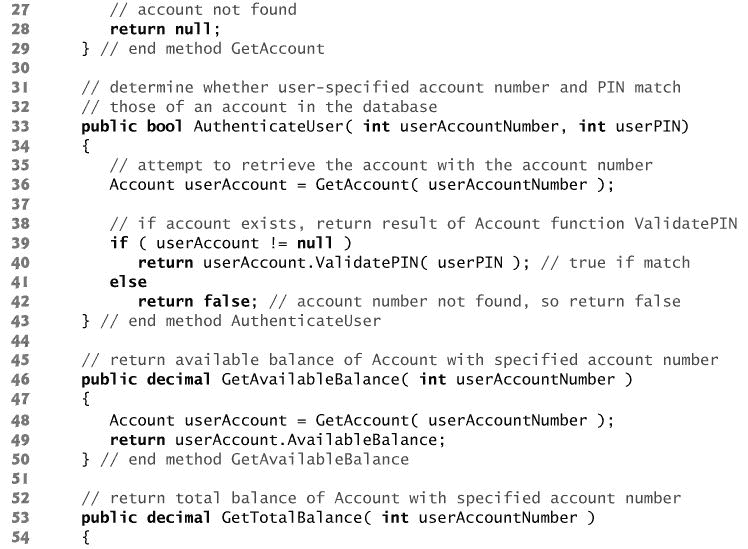 27 // account not found
28 return null;
29 } // end method GetAccount
30
31 // determine whether user-specified account number and PIN match
32 // those of an account in the database
33 public bool AuthenticateUser( int userAccountNumber, int userPIN)
34 {
35 // attempt to retrieve the account with the account number
36 Account userAccount = GetAccount( userAccountNumber );
37
38 // if account exists, return result of Account function ValidatePIN
39 if ( userAccount != null )
40 return userAccount.ValidatePIN( userPIN ); // true if match
41 else
42 return false; // account number not found, so return false
43 } // end method AuthenticateUser
44
45 // return available balance of Account with specified account number
46 public decimal GetAvailableBalance( int userAccountNumber )
47 {
48 Account userAccount = GetAccount( userAccountNumber );
49 return userAccount.AvailableBalance;
50 } // end method GetAvailableBalance
51
52 // return total balance of Account with specified account number
53 public decimal GetTotalBalance( int userAccountNumber )
54 {